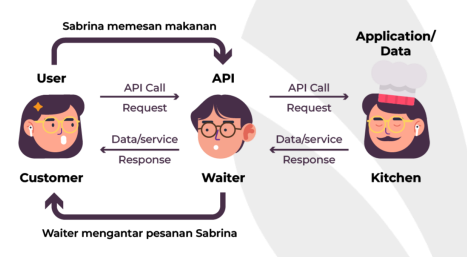 Sabrina memesan makanan
Application/
Data
User
API
API Call
Request
API Call
Request
Data/service
Response
Data/service
Response
Customer
Waiter
Kitchen
Waiter mengantar pesanan Sabrina